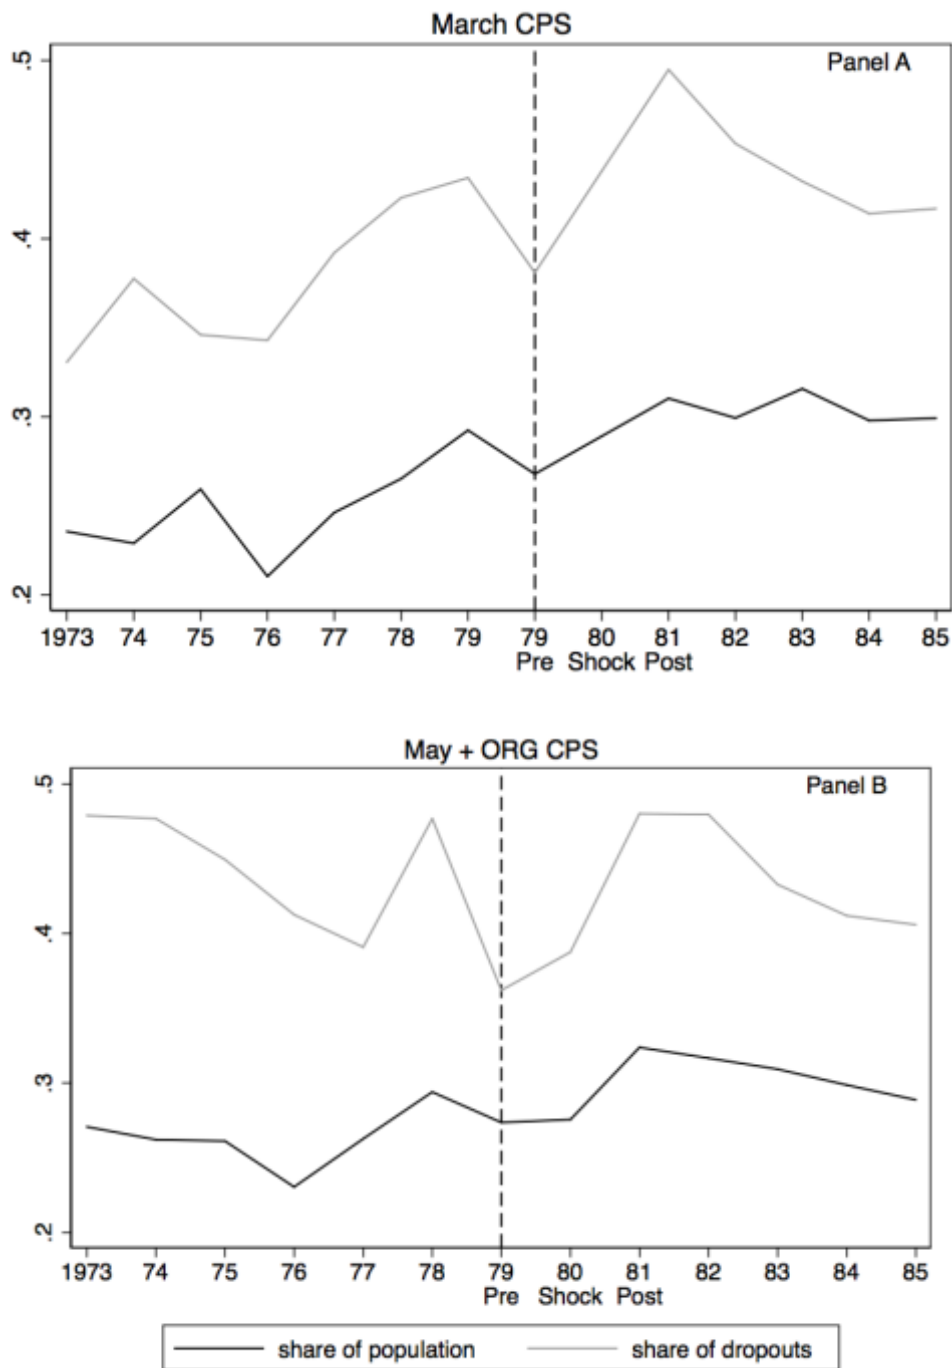 March CPS
Panel A
.5
.4
.3
.2
1973 74 75 76 77 78 79 79 80 81 82 83 84 85
Pre Shock Post
May + ORG CPS
Panel B
.5
.4
.3
.2
1973 74 75 76 77 78 79 80 81 82 83 84 85
Pre Shock Post
share of population share of dropouts